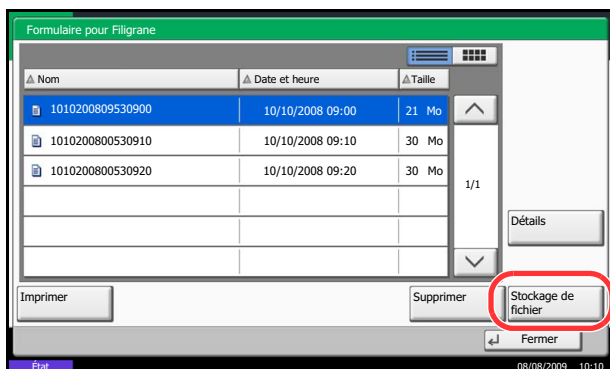 Formulaire pour Filigrane
Nom Date et heure Taille
1010200809530900 10/10/2008 09:00 21 Mo
1010200800530910 10/10/2008 09:10 30 Mo
1010200800530920 10/10/2008 09:20 30 Mo
1/1
Détails
Imprimer Supprimer Stockage de
fichier
Fermer
État 08/08/2009 10:10